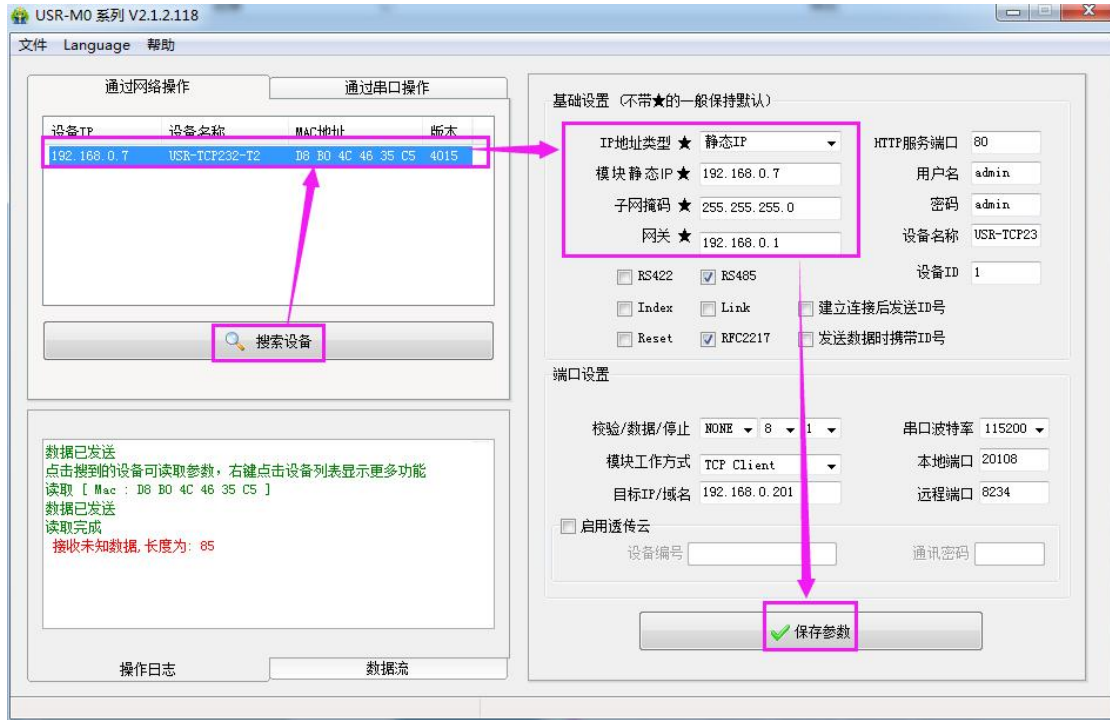 USR-M0 系列 V2.1.2.118
文件 Language 帮助
通过网络操作 通过串口操作
设备IP 设备名称 MAC地址 版本
192.168.0.7 USR-TCP232-T2 D8 B0 4C 46 35 C5 4015
搜索设备
数据已发送
点击搜到的设备可读取参数，右键点击设备列表显示更多功能
读取 [ Mac : D8 B0 4C 46 35 C5 ]
数据已发送
读取完成
接收未知数据,长度为: 85
操作日志 数据流
基础设置 (不带★的一般保持默认)
IP地址类型 ★ 静态IP HTTP服务端口 80
模块静态IP★ 192.168.0.7 用户名 admin
子网掩码 ★ 255.255.255.0 密码 admin
网关 ★ 192.168.0.1 设备名称 USR-TCP23
RS422 RS485 设备ID 1
Index Link 建立连接后发送ID号
Reset RFC2217 发送数据时携带ID号
端口设置
校验/数据/停止 NONE 8 1 串口波特率 115200
模块工作方式 TCP Client 本地端口 20108
目标IP/域名 192.168.0.201 远程端口 8234
启用透传云
设备编号 通讯密码
保存参数